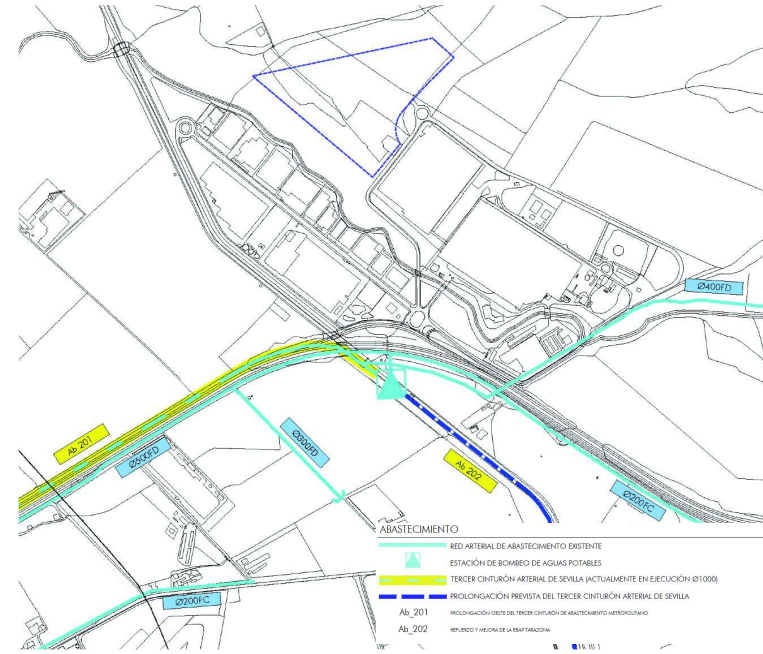 Ø400FD
Ab_201
Ø500FD
Ø300FD
Ab_202
Ø200FC
Ø200FC
ABASTECIMIENTO
RED ARTERIAL DE ABASTECIMIENTO EXISTENTE
ESTACIÓN DE BOMBEO DE AGUAS POTABLES
TERCER CINTURÓN ARTERIAL DE SEVILLA (ACTUALMENTE EN EJECUCIÓN Ø1000)
PROLONGACIÓN PREVISTA DEL TERCER CINTURÓN ARTERIAL DE SEVILLA
Ab_201 PROLONGACIÓN OESTE DEL TERCER CINTURÓN DE ABASTECIMIENTO METROPOLITANO
Ab_202 REFUERZO Y MEJORA DE LA EBAP TARAZONA